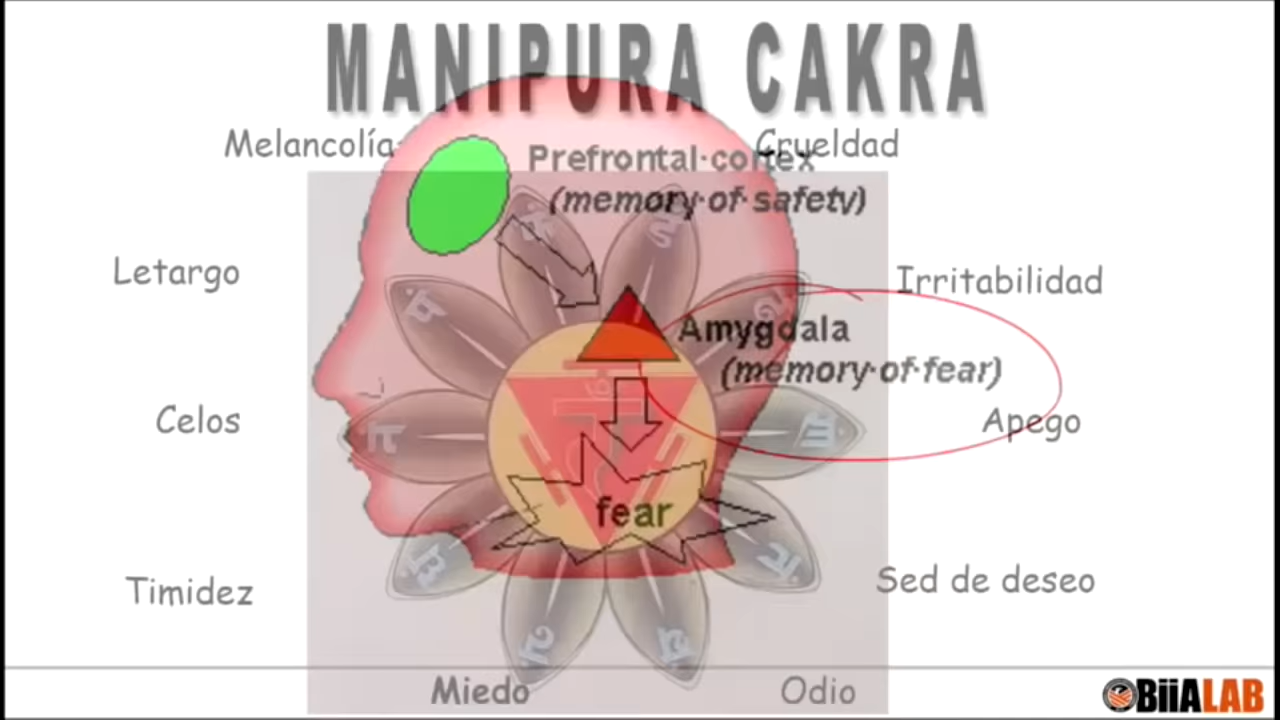 MANIPURA CAKRA
Melancolía
Crueldad
Prefrontal·cortex
(memory·of·safety)
Letargo
Irritabilidad
Amygdala
(memory·of·fear)
Celos
Apego
fear
Timidez
Sed de deseo
Miedo
Odio
BiiALAB